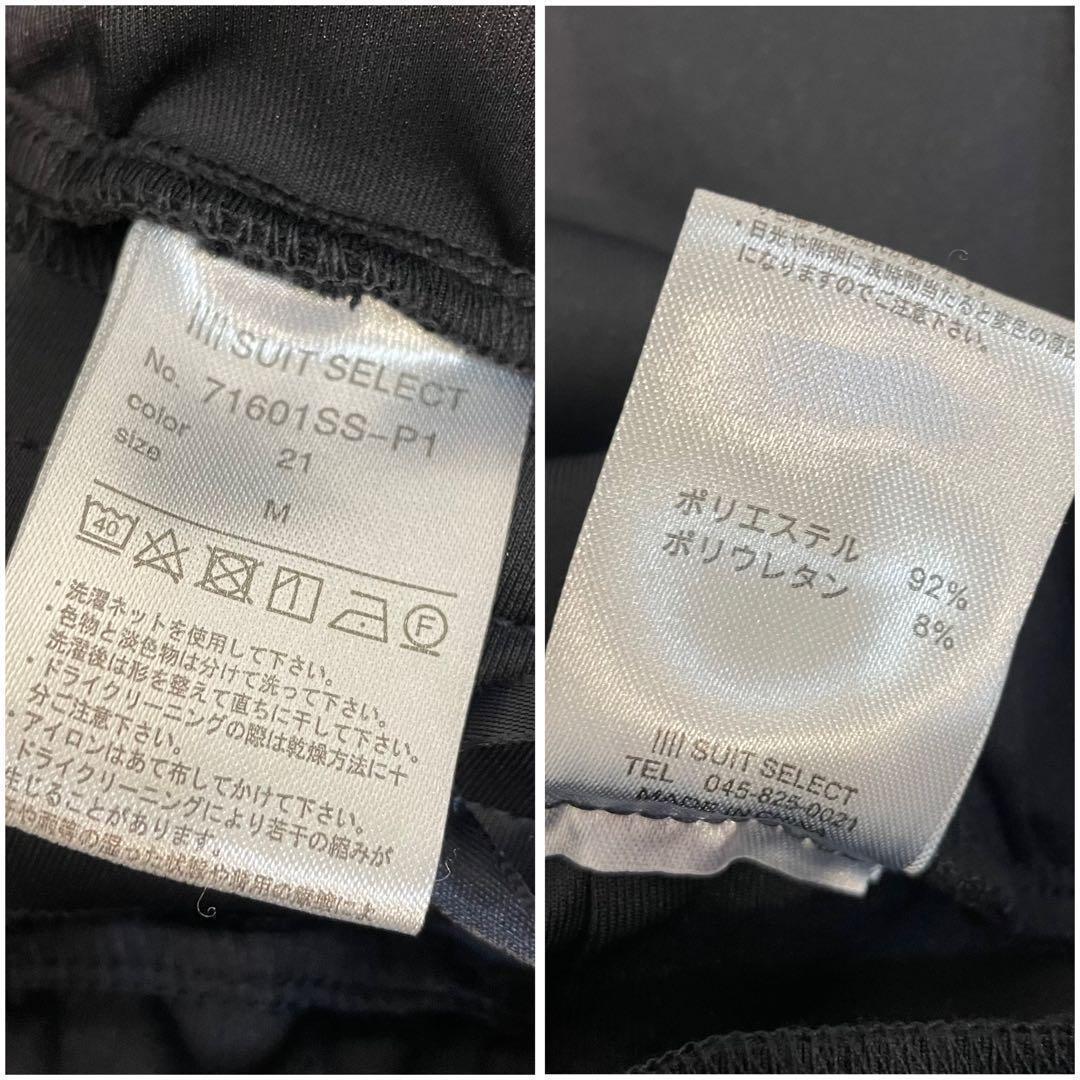 SUIT SELECT
No. 71601SS-P1
color 21
size M
40 F
・洗濯ネットを使用して下さい。
・色物と淡色物は分けて洗って下さい。
洗濯後は形を整えて直ちに干して下さい。
・ドライクリーニングの際は乾燥方法に十
分ご注意下さい。
・アイロンはあて布してかけて下さい。
ドライクリーニングにより若干の縮みが
生じることがあります。
・日光や照明に長時間当たると変色の原因
になりますのでご注意下さい。
ポリエステル 92%
ポリウレタン 8%
SUIT SELECT
TEL 045-825-0021
MADE IN